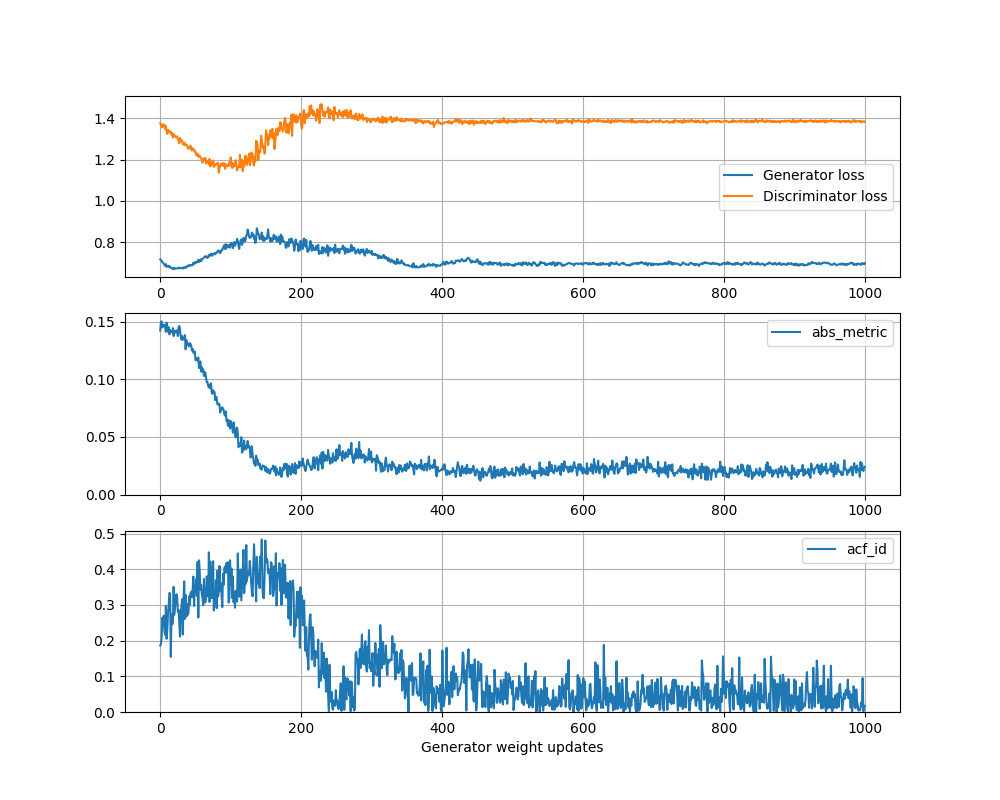 1.4
1.2
1.0
0.8
Generator loss
Discriminator loss
0 200 400 600 800 1000
0.15
0.10
0.05
0.00
abs_metric
0 200 400 600 800 1000
0.5
0.4
0.3
0.2
0.1
0.0
acf_id
0 200 400 600 800 1000
Generator weight updates